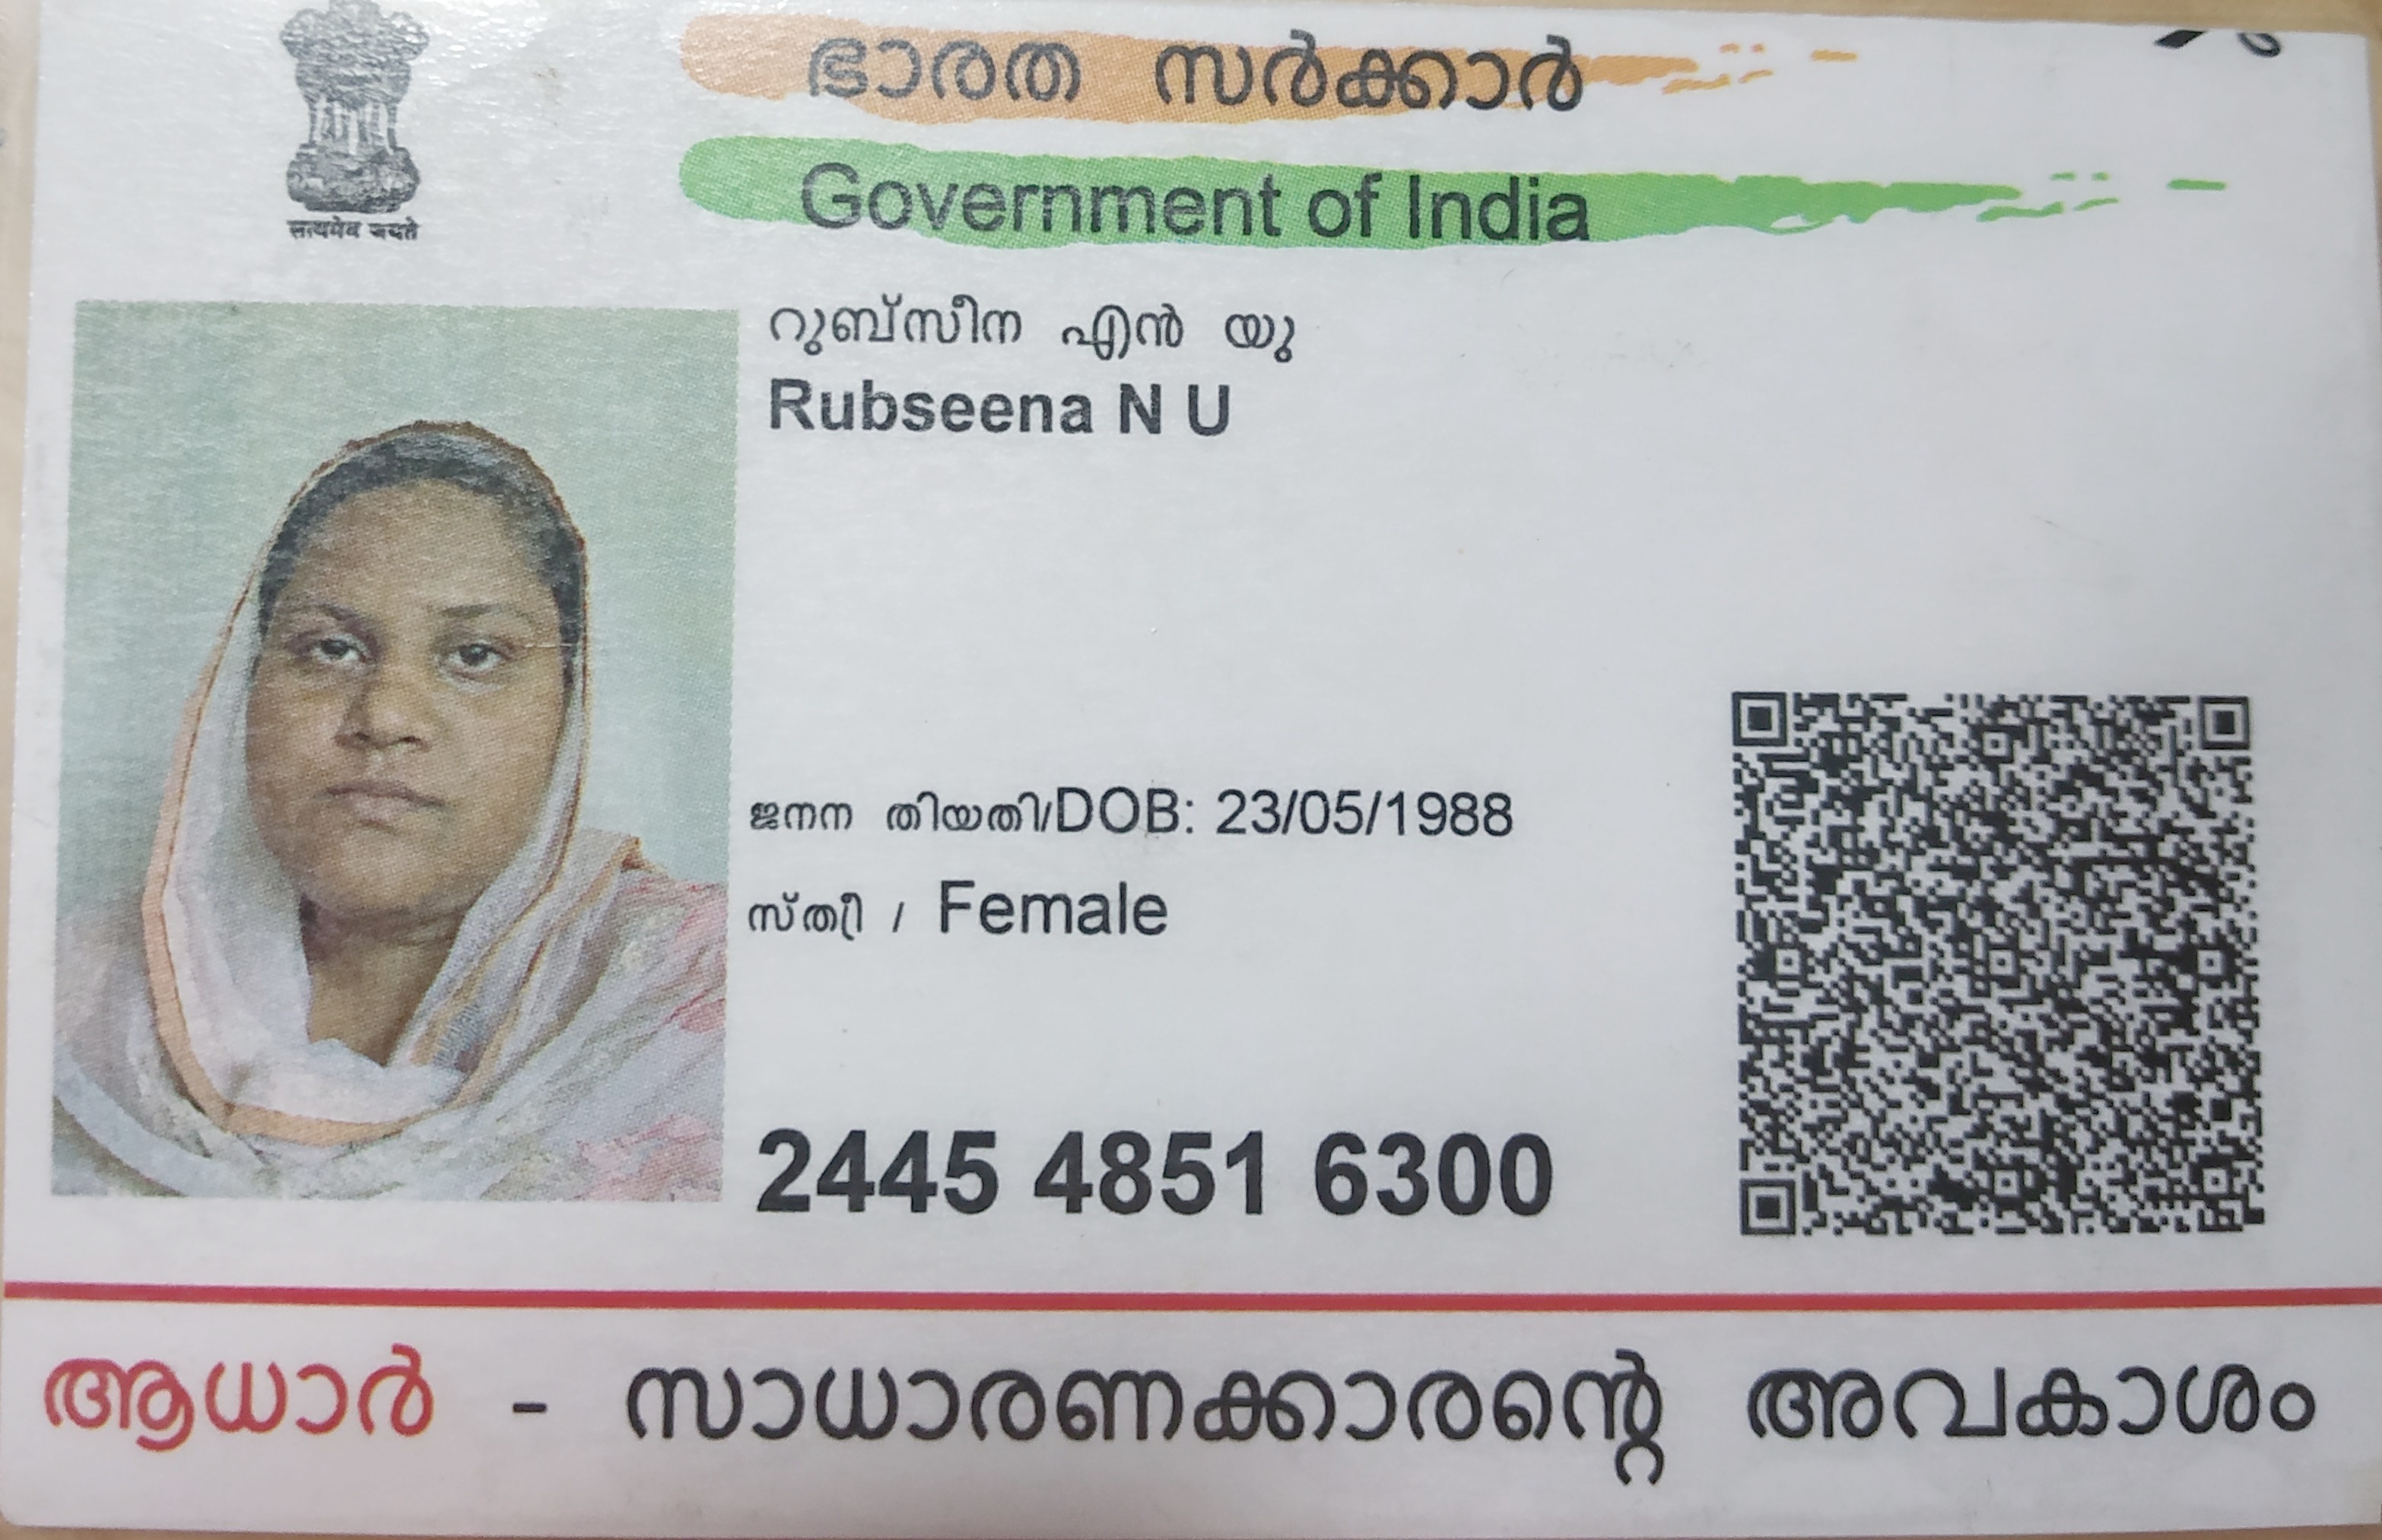 ഭാരത സർക്കാർ
Government of India
सत्यमेव जयते
റുബ്സീന എൻ യു
Rubseena N U
ജനന തിയതി/DOB: 23/05/1988
സ്ത്രീ / Female
2445 4851 6300
ആധാർ - സാധാരണക്കാരന്റെ അവകാശം